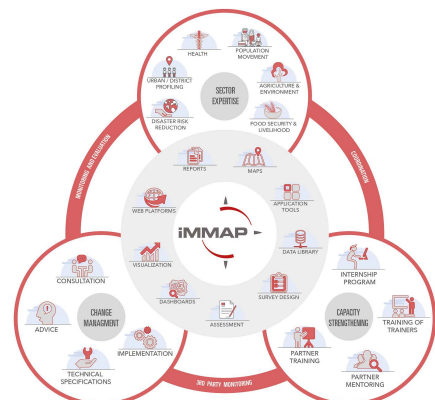 HEALTH
POPULATION
MOVEMENT
URBAN / DISTRICT
PROFILING
SECTOR
EXPERTISE
AGRICULTURE &
ENVIRONMENT
DISASTER RISK
REDUCTION
FOOD SECURITY &
LIVELIHOOD
MONITORING AND EVALUATION
COORDINATION
REPORTS
MAPS
WEB PLATFORMS
APPLICATION
TOOLS
iMMAP
VISUALIZATION
DATA LIBRARY
DASHBOARDS
SURVEY DESIGN
ASSESSMENT
CONSULTATION
CHANGE
MANAGMENT
ADVICE
IMPLEMENTATION
TECHNICAL
SPECIFICATIONS
INTERNSHIP
PROGRAM
CAPACITY
STRENGTHENING
TRAINING OF
TRAINERS
PARTNER
TRAINING
PARTNER
MENTORING
3RD PARTY MONITORING